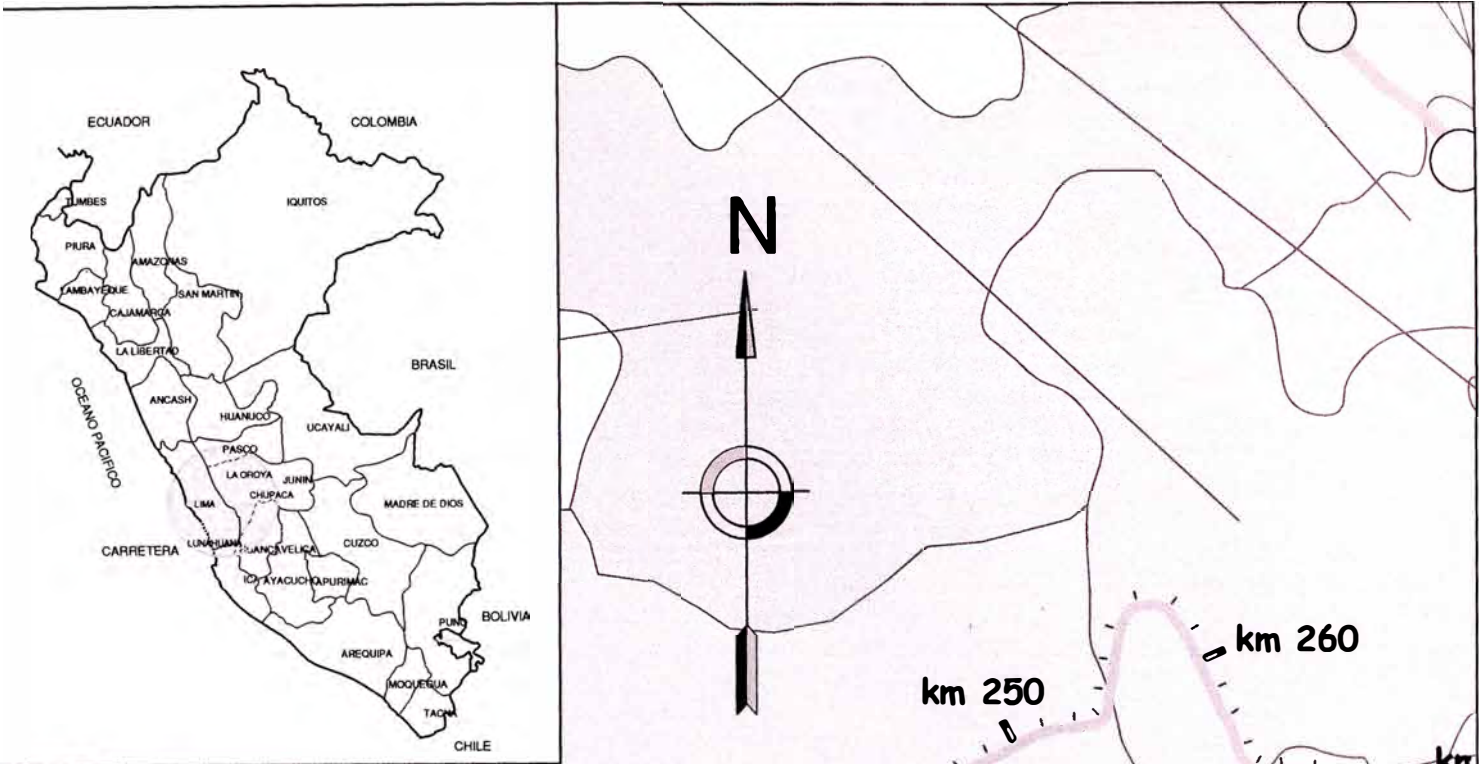 ECUADOR
COLOMBIA
TUMBES
IQUITOS
PIURA
AMAZONAS
LAMBAYEQUE
SAN MARTIN
CAJAMARCA
LA LIBERTAD
BRASIL
OCEANO PACIFICO
ANCASH
HUANUCO
UCAYALI
PASCO
LA OROYA
JUNIN
CHUPACA
LIMA
MADRE DE DIOS
CARRETERA
LUNAHUANA
HUANCAVELICA
CUZCO
ICA
AYACUCHO
APURIMAC
PUNO
BOLIVIA
AREQUIPA
MOQUEGUA
TACNA
CHILE
N
km 260
km 250
km